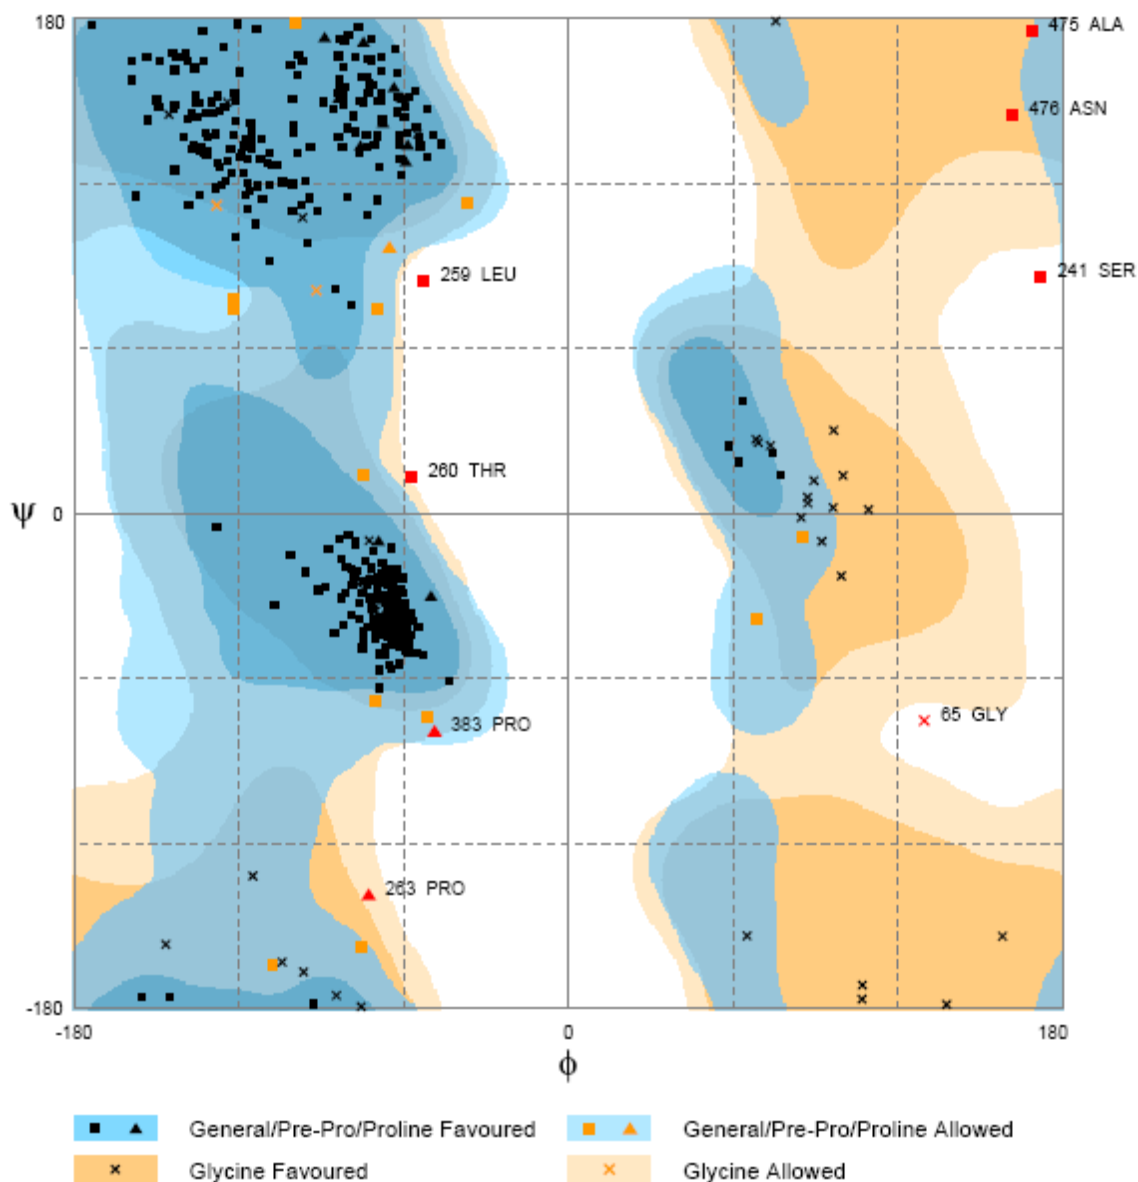 180
475 ALA
476 ASN
259 LEU
241 SER
260 THR
ψ 0
65 GLY
383 PRO
263 PRO
-180
-180 0 180
ϕ
General/Pre-Pro/Proline Favoured General/Pre-Pro/Proline Allowed
Glycine Favoured Glycine Allowed